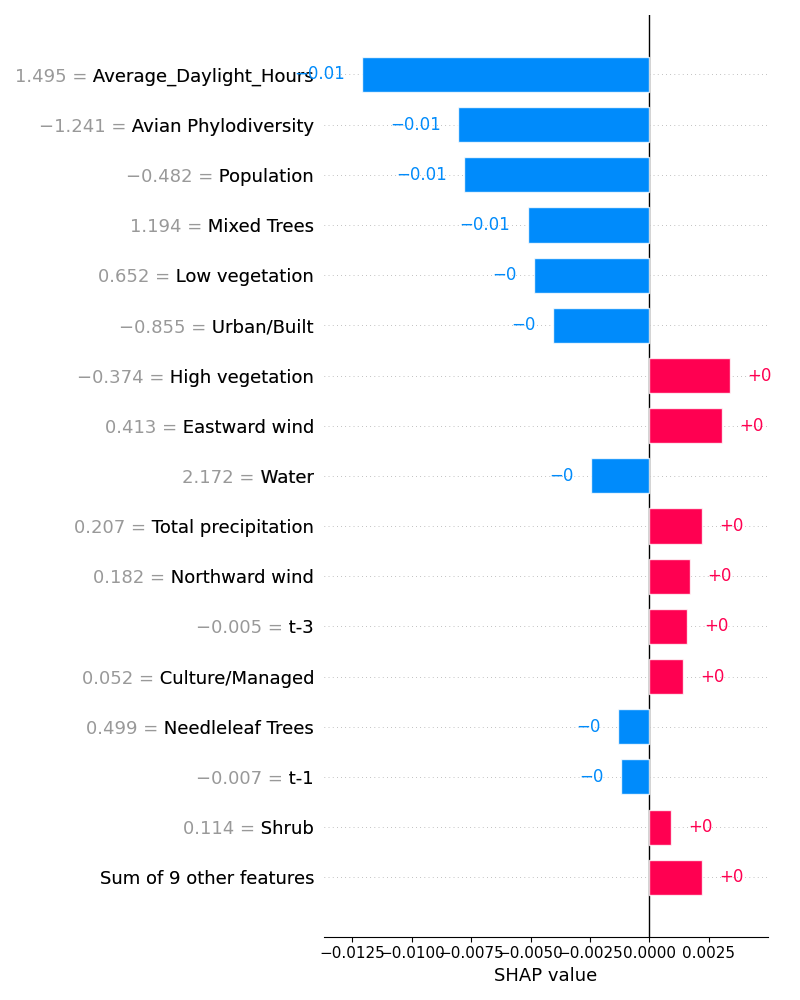 1.495 = Average_Daylight_Hours −0.01
−1.241 = Avian Phylodiversity −0.01
−0.482 = Population −0.01
1.194 = Mixed Trees −0.01
0.652 = Low vegetation −0
−0.855 = Urban/Built −0
−0.374 = High vegetation +0
0.413 = Eastward wind +0
2.172 = Water −0
0.207 = Total precipitation +0
0.182 = Northward wind +0
−0.005 = t-3 +0
0.052 = Culture/Managed +0
0.499 = Needleleaf Trees −0
−0.007 = t-1 −0
0.114 = Shrub +0
Sum of 9 other features +0
−0.0125 −0.0100 −0.0075 −0.0050 −0.0025 0.0000 0.0025
SHAP value